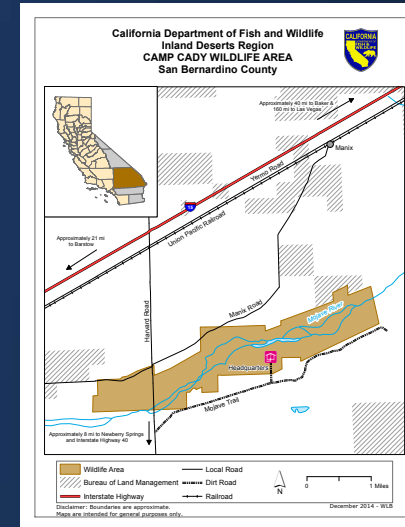 California Department of Fish and Wildlife
Inland Deserts Region
CAMP CADY WILDLIFE AREA
San Bernardino County
CALIFORNIA
FISH &
WILDLIFE
Approximately 40 mi to Baker &
160 mi to Las Vegas
Manix
Yermo Road
15
Union Pacific Railroad
Approximately 21 mi
to Barstow
Harvard Road
Manix Road
Mojave River
Headquarters
Mojave Trail
Approximately 8 mi to Newberry Springs
and Interstate Highway 40
Wildlife Area
Bureau of Land Management
Interstate Highway
Local Road
Dirt Road
Railroad
N
0
1 Miles
Disclaimer: Boundaries are approximate.
Maps are intended for general purposes only.
December 2014 - WLB